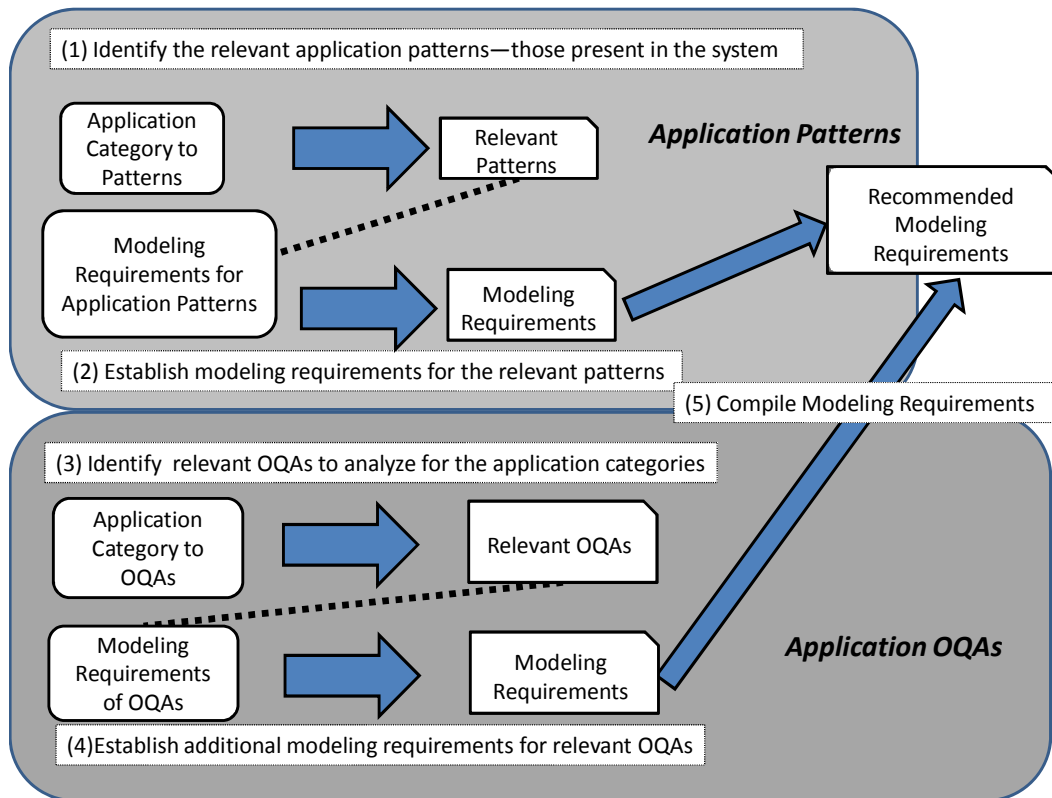 (1) Identify the relevant application patterns—those present in the system
Application
Category to
Patterns
Relevant
Patterns
Application Patterns
Modeling
Requirements for
Application Patterns
Modeling
Requirements
Recommended
Modeling
Requirements
(2) Establish modeling requirements for the relevant patterns
(5) Compile Modeling Requirements
(3) Identify  relevant OQAs to analyze for the application categories
Application
Category to
OQAs
Relevant OQAs
Modeling
Requirements
of OQAs
Modeling
Requirements
Application OQAs
(4)Establish additional modeling requirements for relevant OQAs